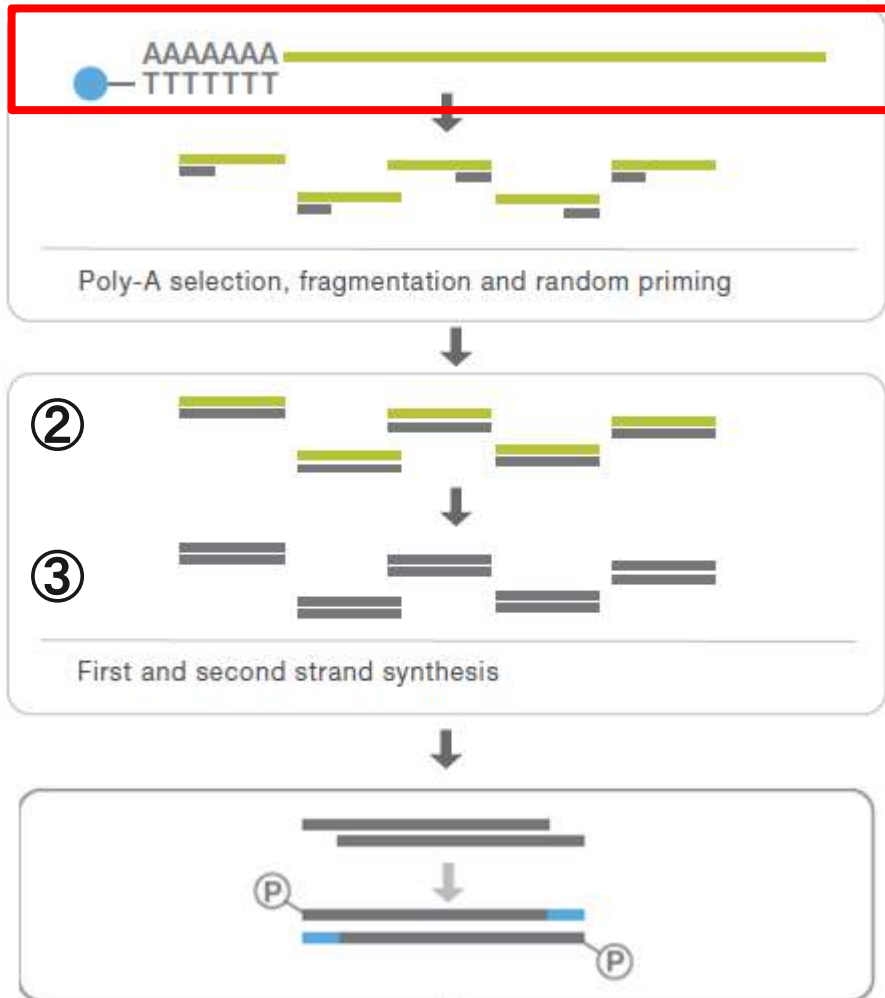 AAAAAAA
TTTTTTT
Poly-A selection, fragmentation and random priming
②
③
First and second strand synthesis
P
P